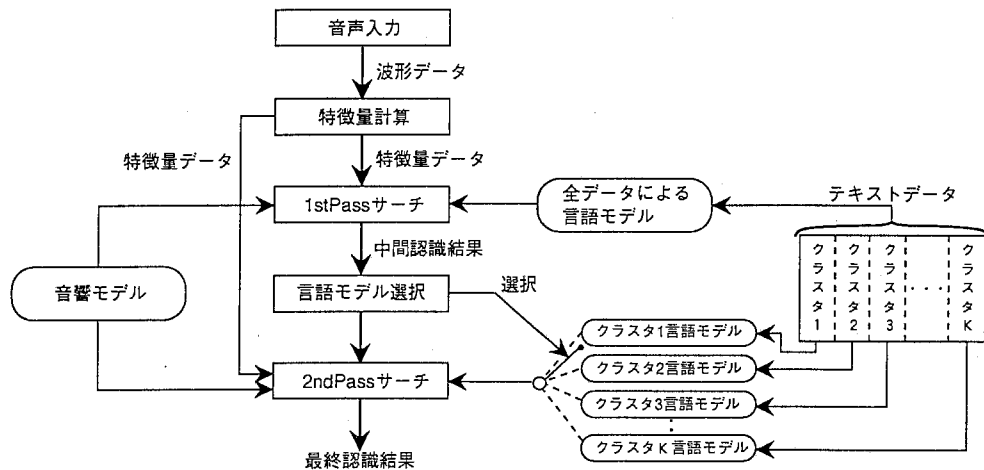 音声入力
波形データ
特徴量計算
特徴量データ
特徴量データ
1stPassサーチ
全データによる
言語モデル
テキストデータ
中間認識結果
音響モデル
言語モデル選択
選択
クラスタ1
クラスタ2
クラスタ3
・・・
クラスタK
クラスタ1言語モデル
クラスタ2言語モデル
2ndPassサーチ
クラスタ3言語モデル
クラスタK言語モデル
最終認識結果